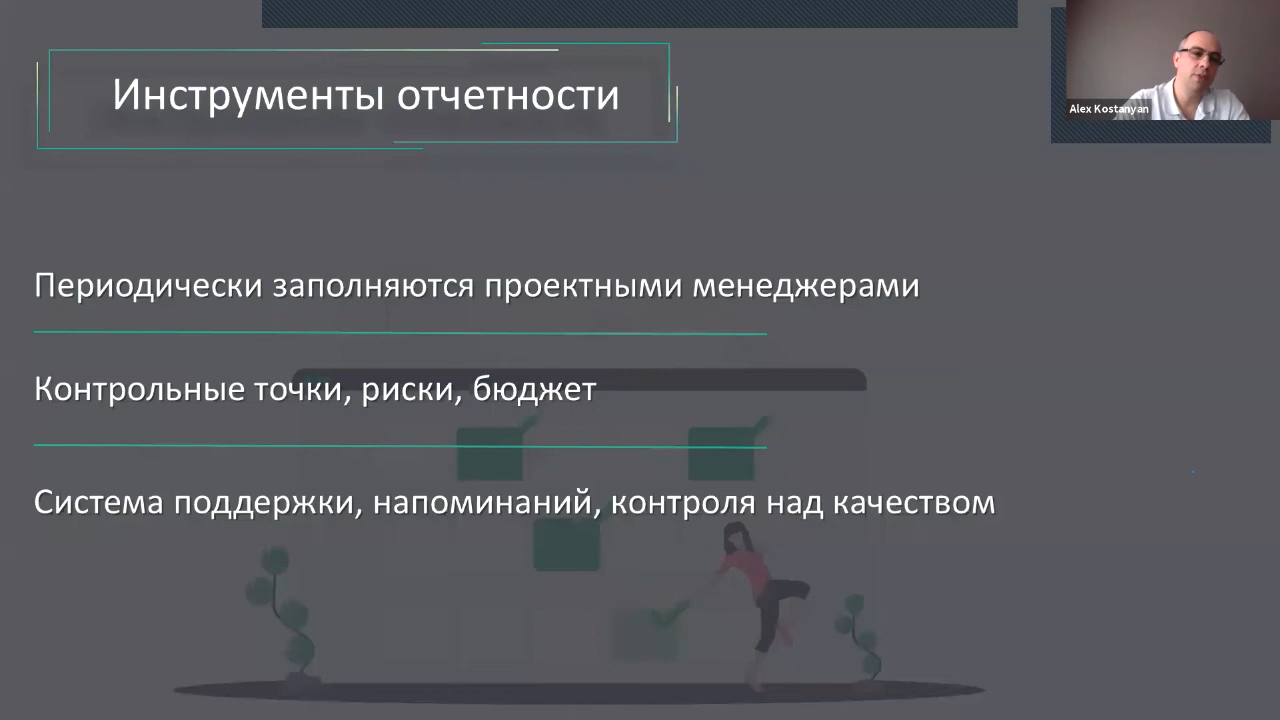 Инструменты отчетности
Alex Kostanyan
Периодически заполняются проектными менеджерами
Контрольные точки, риски, бюджет
Система поддержки, напоминаний, контроля над качеством